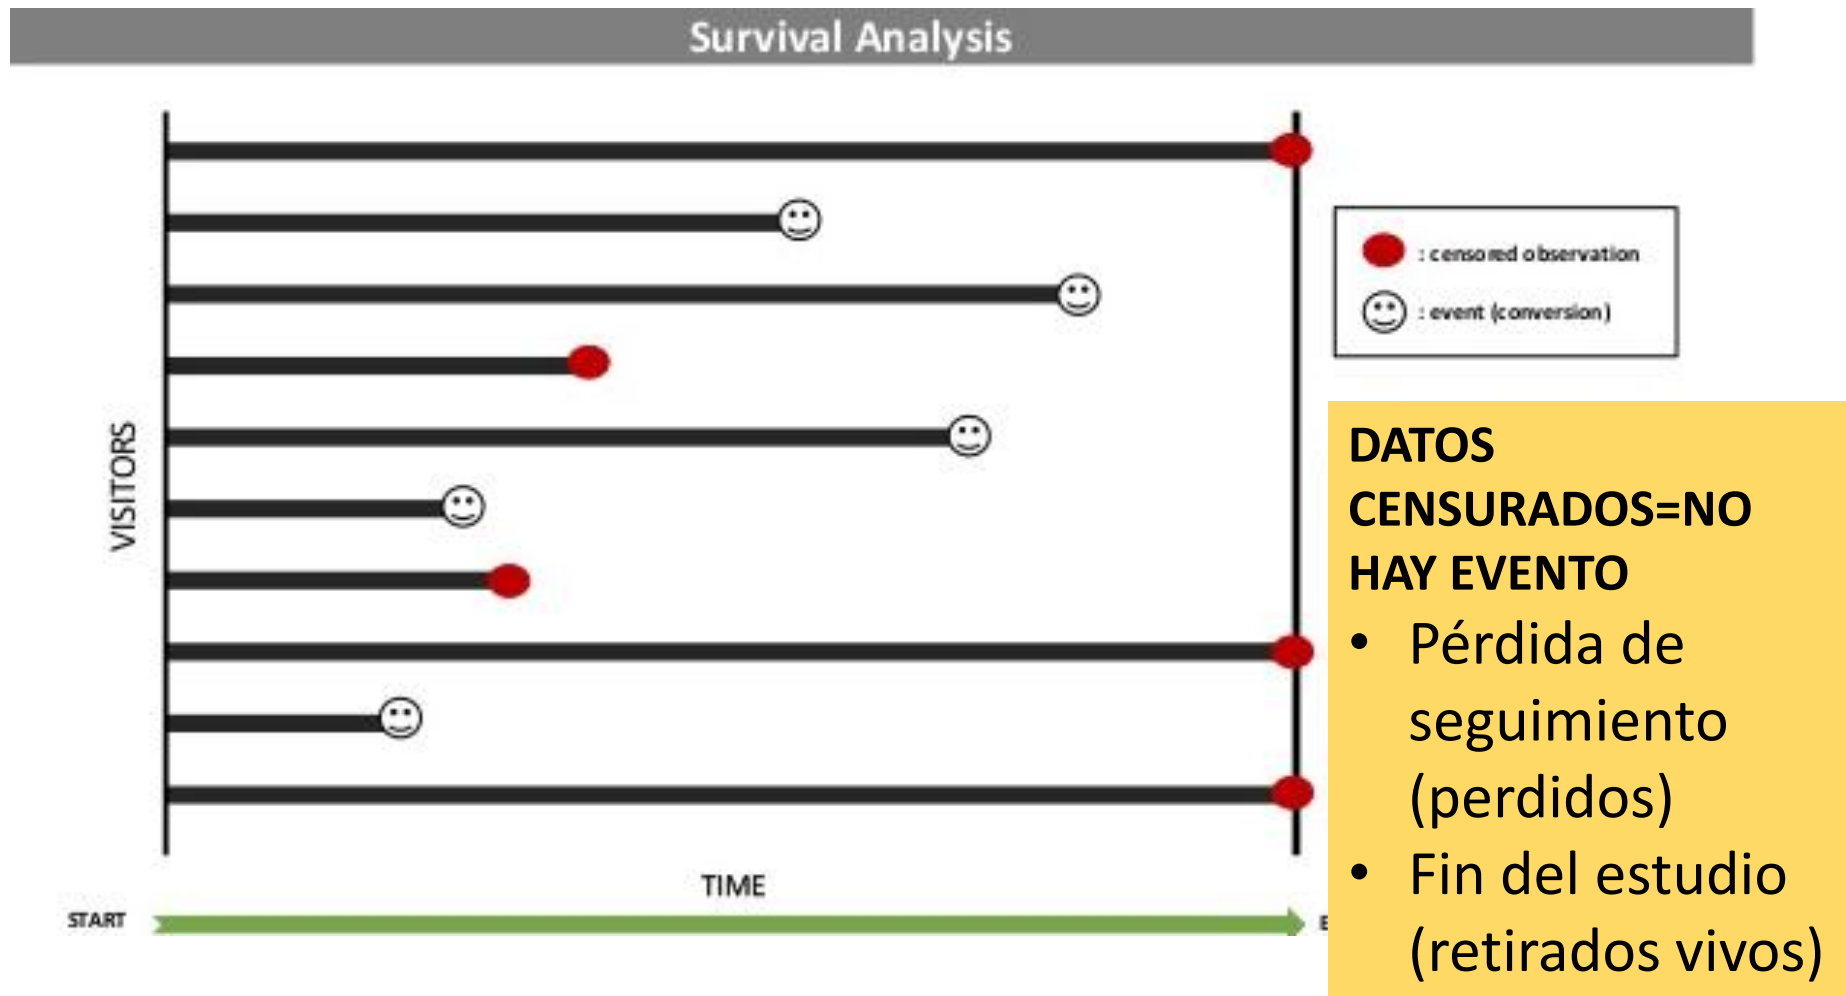 Survival Analysis
: censored observation
: event (conversion)
VISITORS
DATOS
CENSURADOS=NO
HAY EVENTO
• Pérdida de
seguimiento
(perdidos)
• Fin del estudio
(retirados vivos)
TIME
START